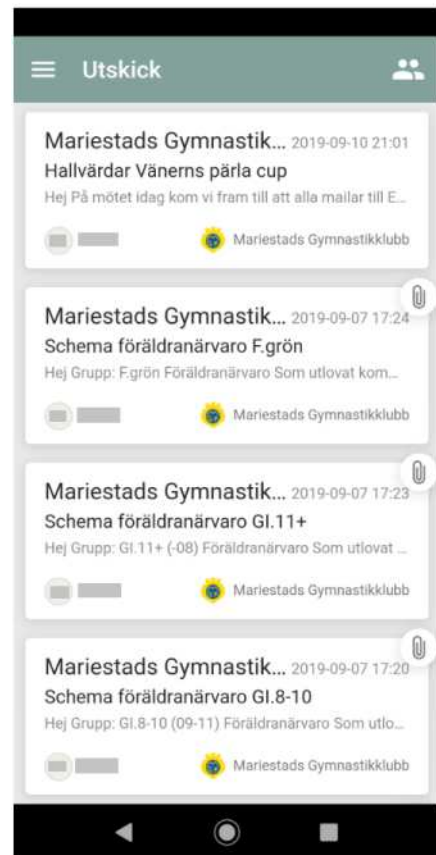 Utskick
Mariestads Gymnastik... 2019-09-10 21:01
Hallvärdar Vänerns pärla cup
Hej På mötet idag kom vi fram till att alla mailar till E...
Mariestads Gymnastikklubb
Mariestads Gymnastik... 2019-09-07 17:24
Schema föräldranärvaro F.grön
Hej Grupp: F.grön Föräldranärvaro Som utlovat kom...
Mariestads Gymnastikklubb
Mariestads Gymnastik... 2019-09-07 17:23
Schema föräldranärvaro GI.11+
Hej Grupp: GI.11+ (-08) Föräldranärvaro Som utlovat ...
Mariestads Gymnastikklubb
Mariestads Gymnastik... 2019-09-07 17:20
Schema föräldranärvaro GI.8-10
Hej Grupp: GI.8-10 (09-11) Föräldranärvaro Som utlo...
Mariestads Gymnastikklubb